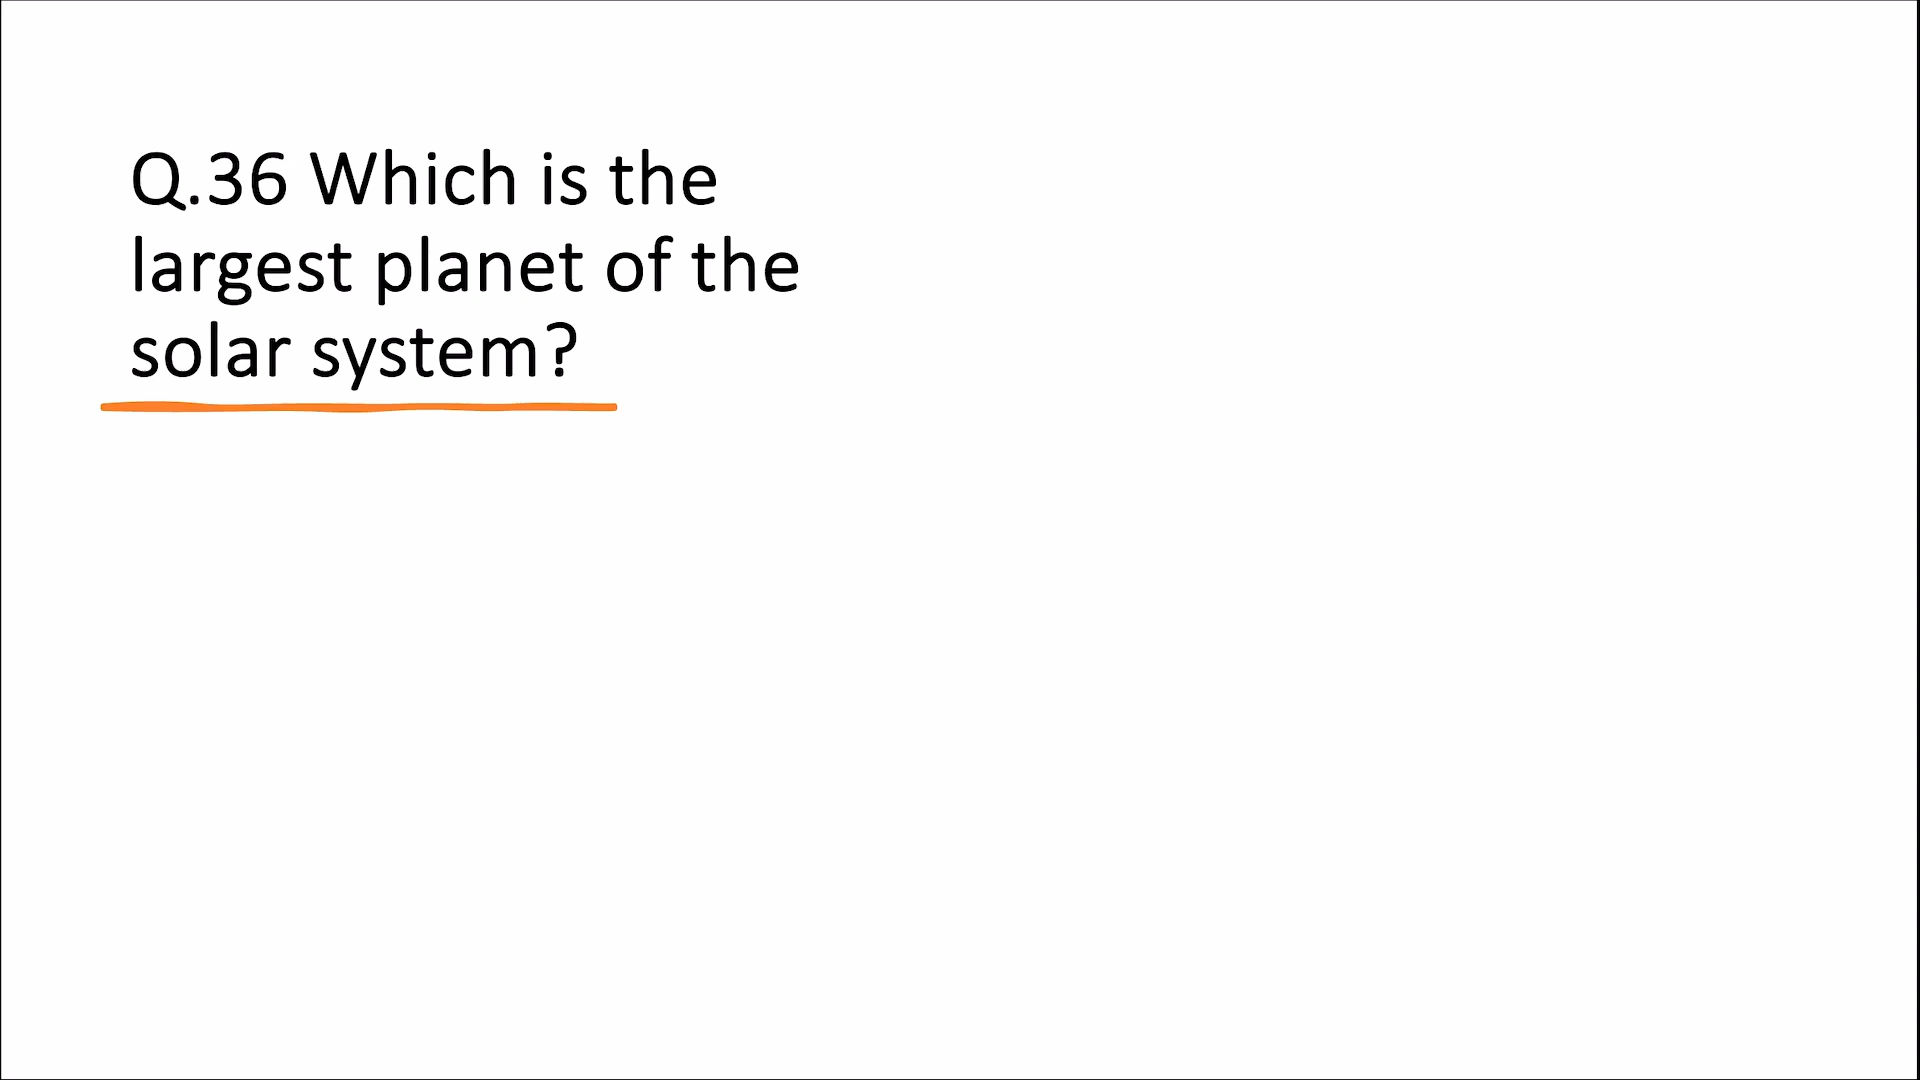 Q.36 Which is the
largest planet of the
solar system?